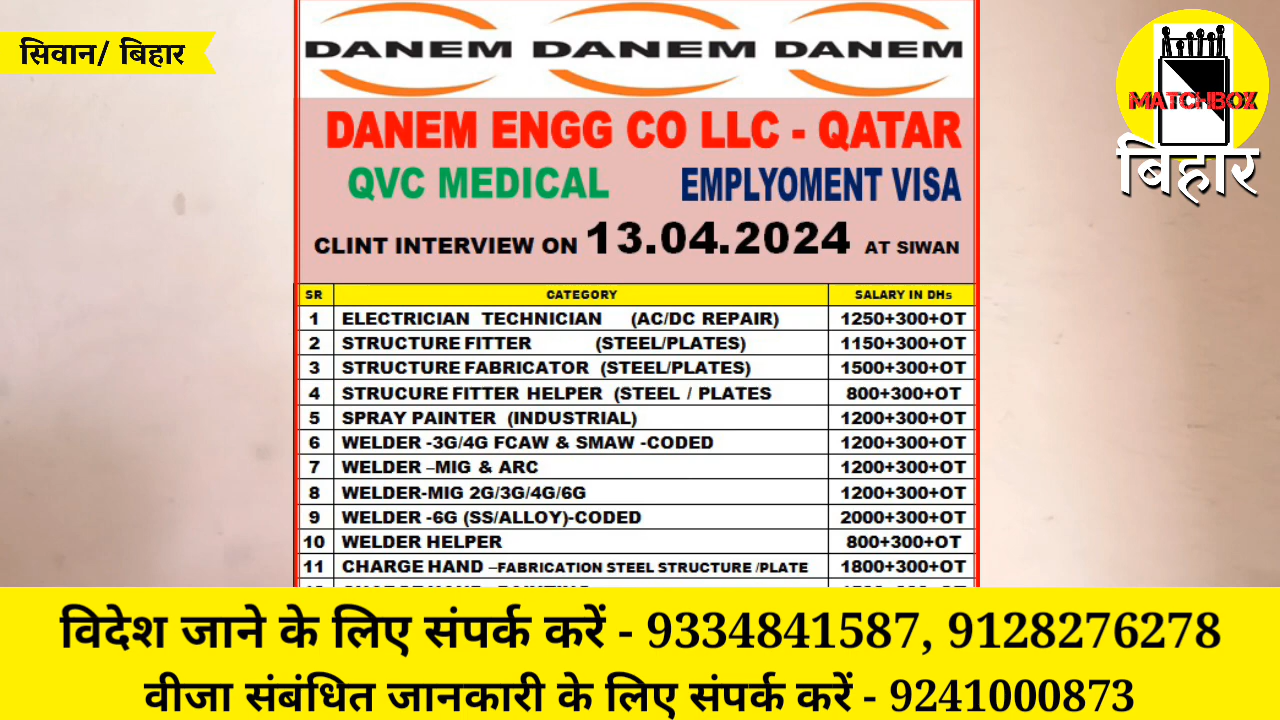 सिवान/ बिहार
DANEM DANEM DANEM
MATCHBOX
बिहार
DANEM ENGG CO LLC - QATAR
QVC MEDICAL EMPLYOMENT VISA
CLINT INTERVIEW ON 13.04.2024 AT SIWAN
SR CATEGORY SALARY IN DHs
1 ELECTRICIAN TECHNICIAN (AC/DC REPAIR) 1250+300+OT
2 STRUCTURE FITTER (STEEL/PLATES) 1150+300+OT
3 STRUCTURE FABRICATOR (STEEL/PLATES) 1500+300+OT
4 STRUCURE FITTER HELPER (STEEL / PLATES 800+300+OT
5 SPRAY PAINTER (INDUSTRIAL) 1200+300+OT
6 WELDER -3G/4G FCAW & SMAW -CODED 1200+300+OT
7 WELDER –MIG & ARC 1200+300+OT
8 WELDER-MIG 2G/3G/4G/6G 1200+300+OT
9 WELDER -6G (SS/ALLOY)-CODED 2000+300+OT
10 WELDER HELPER 800+300+OT
11 CHARGE HAND –FABRICATION STEEL STRUCTURE /PLATE 1800+300+OT
विदेश जाने के लिए संपर्क करें - 9334841587, 9128276278
वीजा संबंधित जानकारी के लिए संपर्क करें - 9241000873